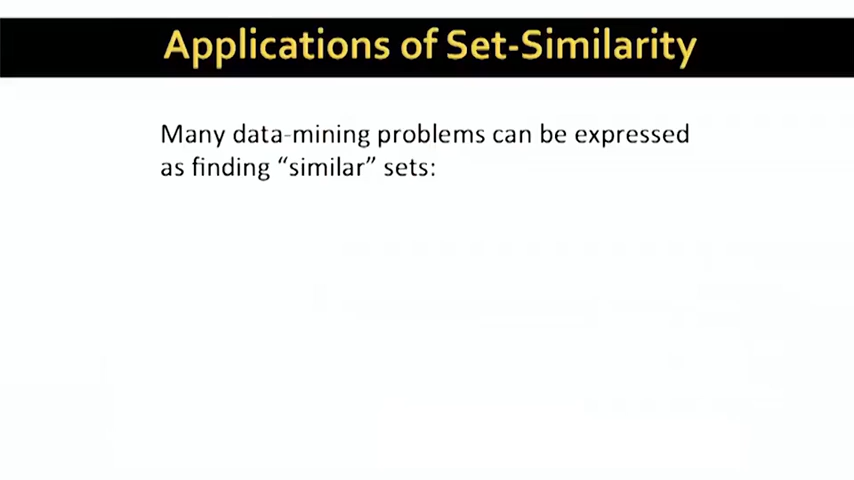 Applications of Set-Similarity
Many data-mining problems can be expressed
as finding “similar” sets: